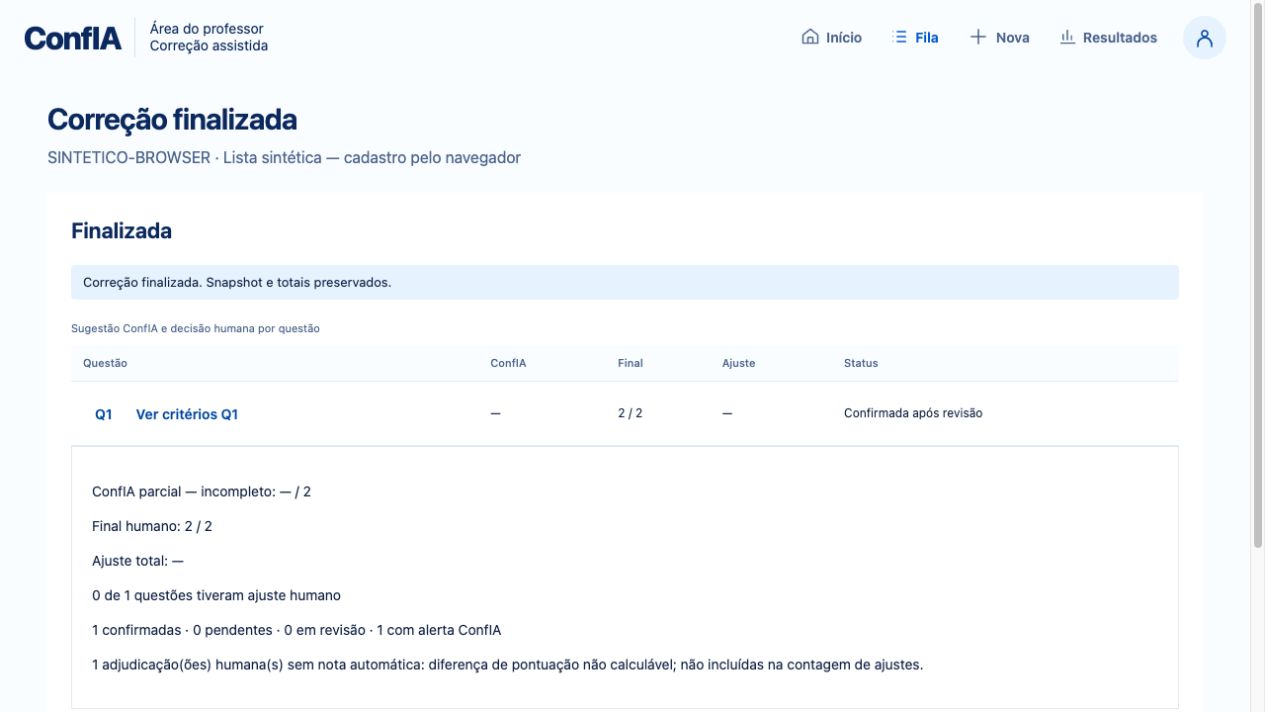 ConfIA
Área do professor
Correção assistida
Início
Fila
Nova
Resultados
Correção finalizada
SINTETICO-BROWSER · Lista sintética — cadastro pelo navegador
Finalizada
Correção finalizada. Snapshot e totais preservados.
Sugestão ConfIA e decisão humana por questão
Questão ConfIA Final Ajuste Status
Q1 Ver critérios Q1 — 2 / 2 — Confirmada após revisão
ConfIA parcial — incompleto: — / 2
Final humano: 2 / 2
Ajuste total: —
0 de 1 questões tiveram ajuste humano
1 confirmadas · 0 pendentes · 0 em revisão · 1 com alerta ConfIA
1 adjudicação(ões) humana(s) sem nota automática: diferença de pontuação não calculável; não incluídas na contagem de ajustes.